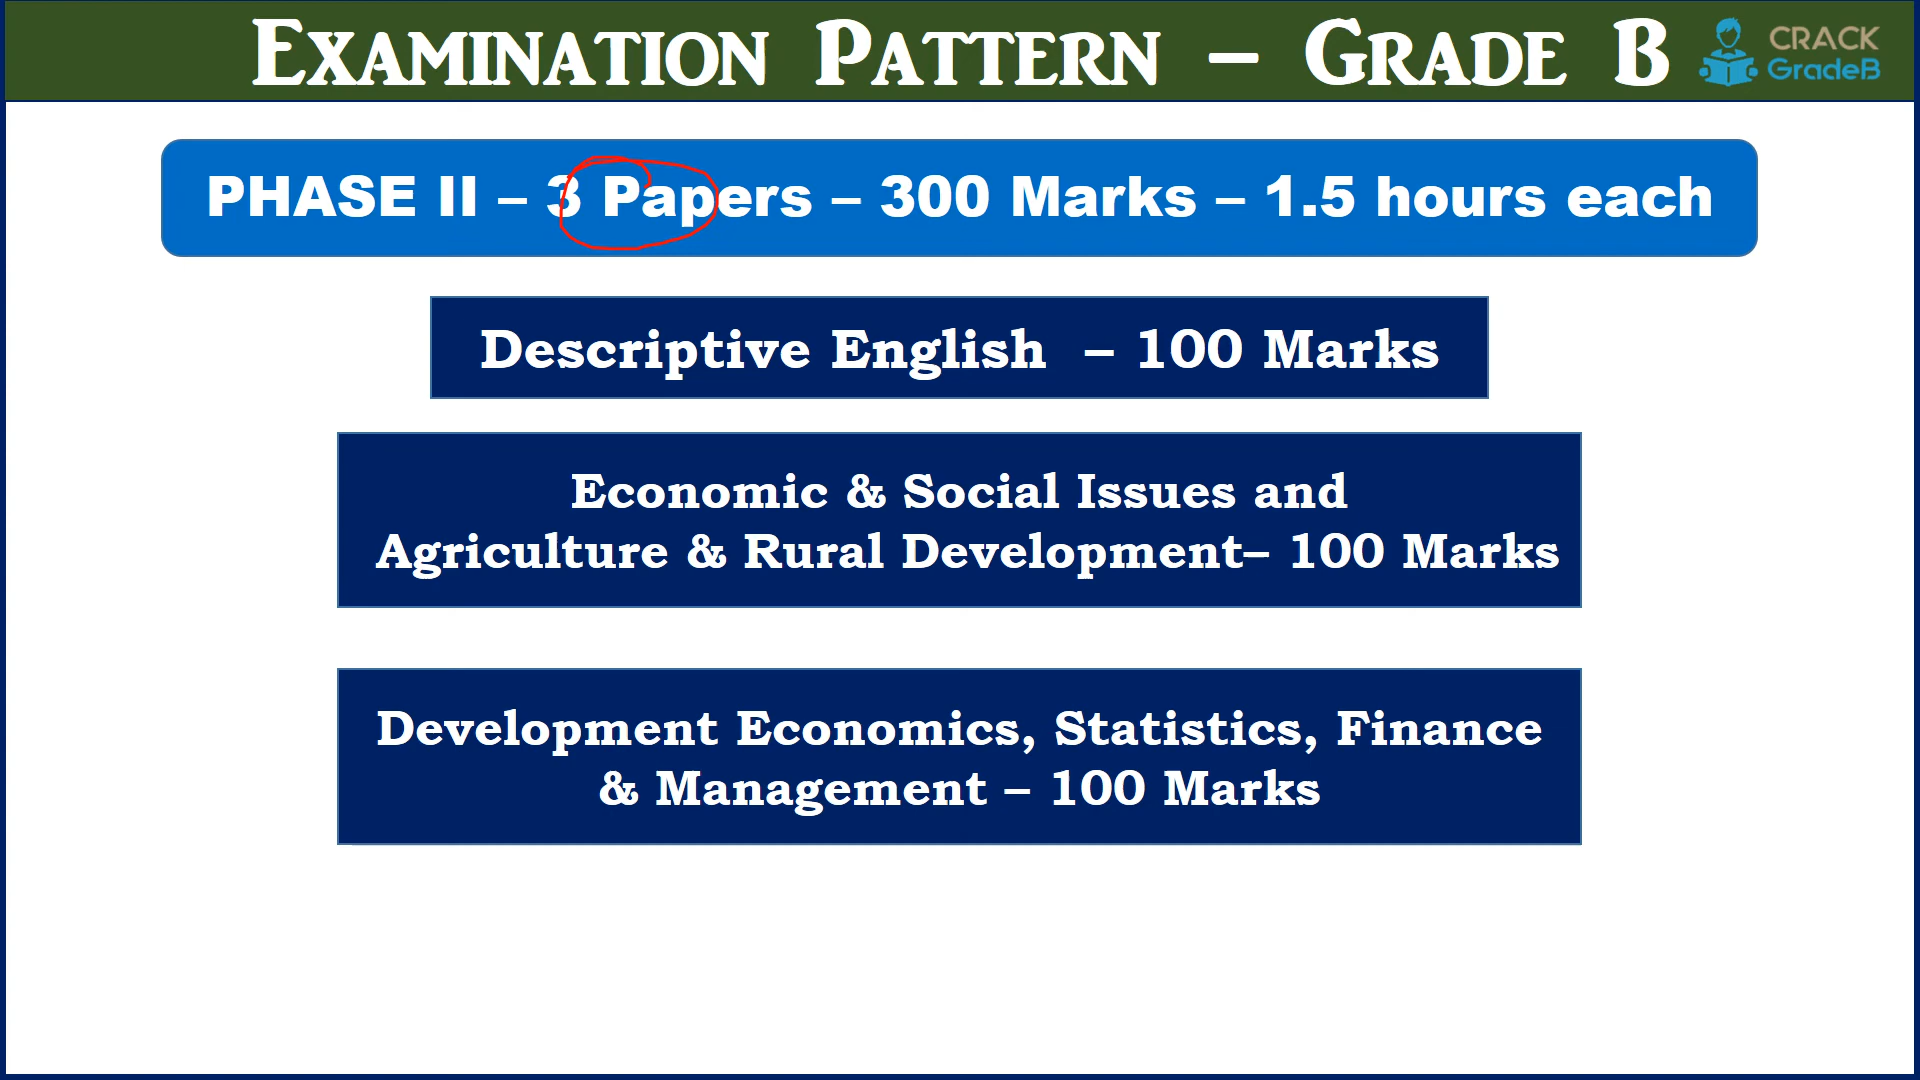 EXAMINATION PATTERN – GRADE B
CRACK
GradeB
PHASE II – 3 Papers – 300 Marks – 1.5 hours each
Descriptive English – 100 Marks
Economic & Social Issues and
Agriculture & Rural Development– 100 Marks
Development Economics, Statistics, Finance
& Management – 100 Marks